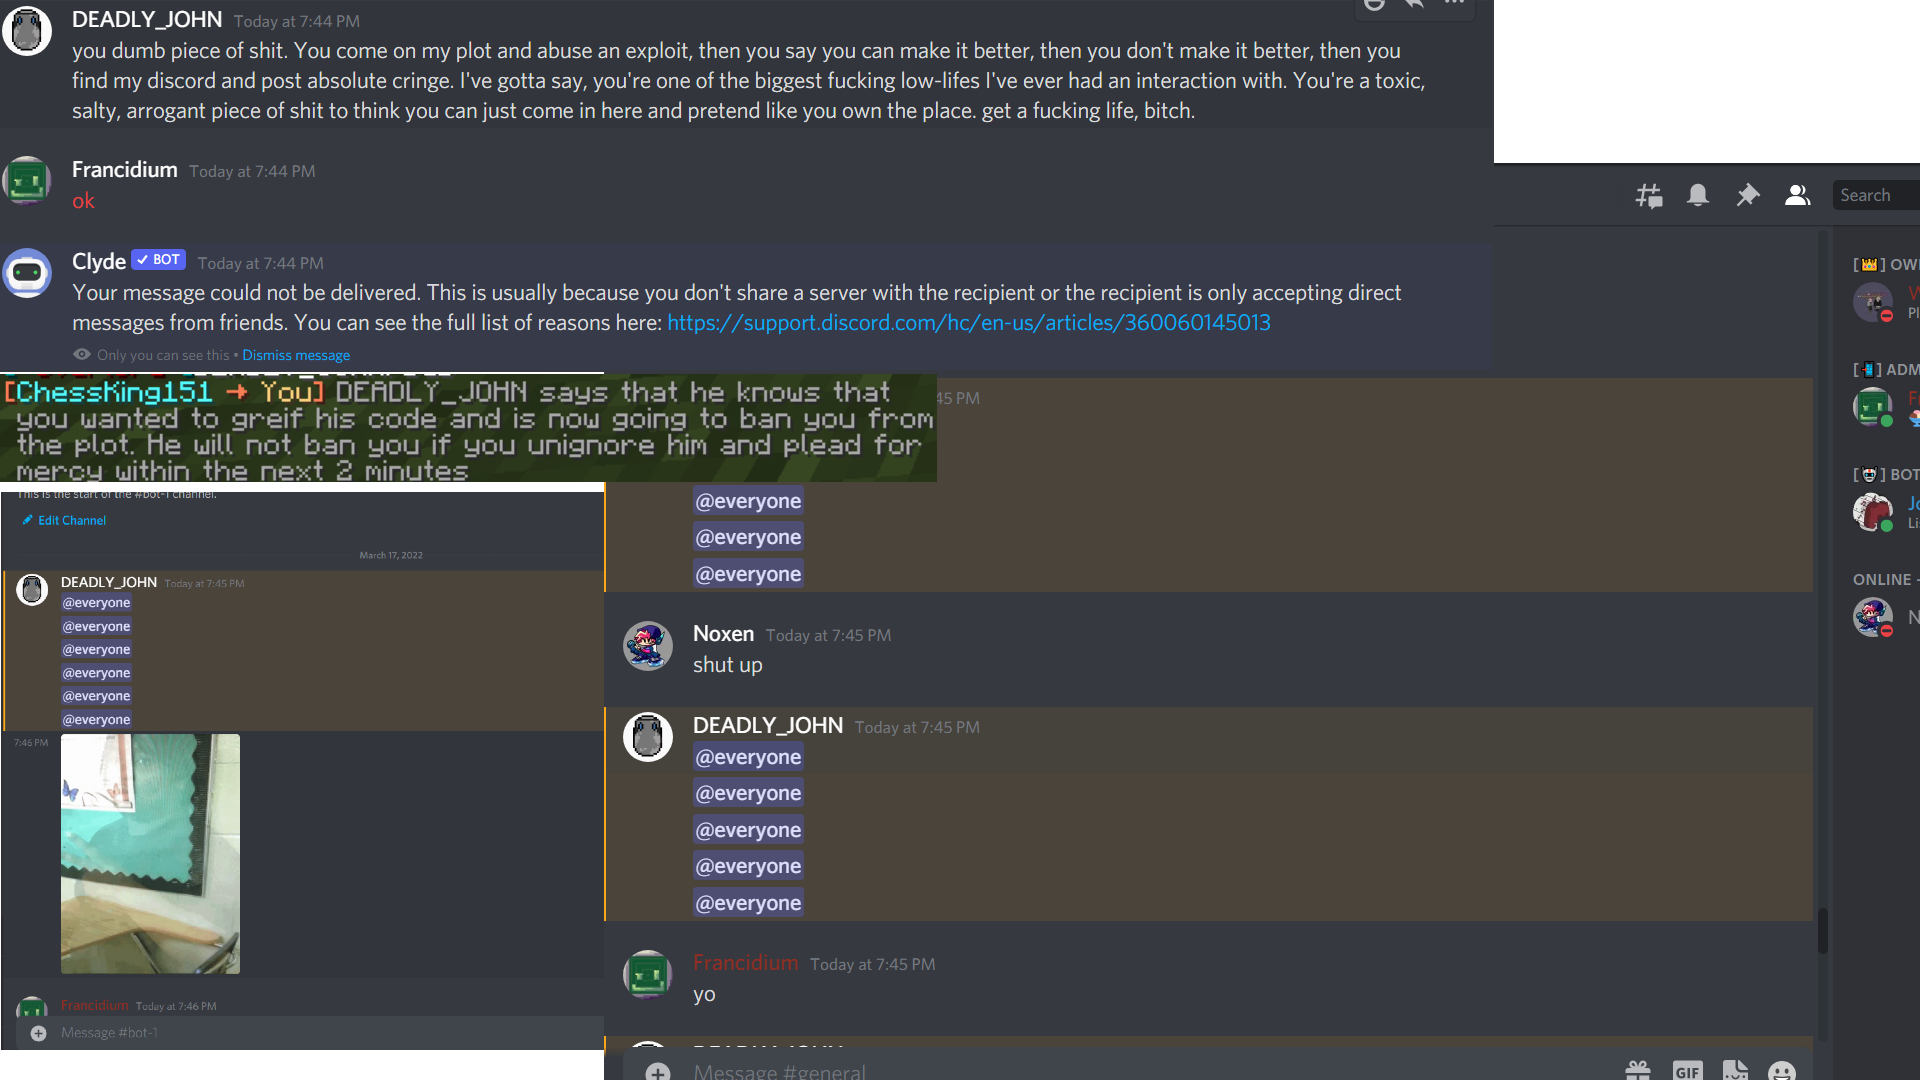 DEADLY_JOHN Today at 7:44 PM
you dumb piece of shit. You come on my plot and abuse an exploit, then you say you can make it better, then you don't make it better, then you
find my discord and post absolute cringe. I've gotta say, you're one of the biggest fucking low-lifes I've ever had an interaction with. You're a toxic,
salty, arrogant piece of shit to think you can just come in here and pretend like you own the place. get a fucking life, bitch.
Francidium Today at 7:44 PM
ok
Clyde BOT Today at 7:44 PM
Your message could not be delivered. This is usually because you don't share a server with the recipient or the recipient is only accepting direct
messages from friends. You can see the full list of reasons here: https://support.discord.com/hc/en-us/articles/360060145013
Only you can see this • Dismiss message
[ChessKing151 → You] DEADLY_JOHN says that he knows that
you wanted to greif his code and is now going to ban you from
the plot. He will not ban you if you unignore him and plead for
mercy within the next 2 minutes
This is the start of the #bot-1 channel.
Edit Channel
March 17, 2022
DEADLY_JOHN Today at 7:45 PM
@everyone
@everyone
@everyone
@everyone
@everyone
@everyone
7:46 PM
Francidium Today at 7:46 PM
Message #bot-1
45 PM
@everyone
@everyone
@everyone
Noxen Today at 7:45 PM
shut up
DEADLY_JOHN Today at 7:45 PM
@everyone
@everyone
@everyone
@everyone
@everyone
Francidium Today at 7:45 PM
yo
Message #general
GIF
Search
[👑] OW
Pl
[ ] ADM
Fr
[ ] BOT
Jo
Li
ONLINE -
N